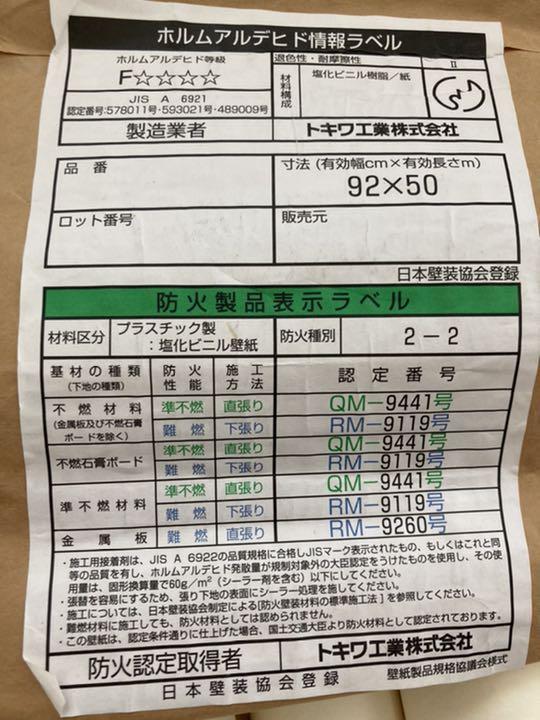 ホルムアルデヒド情報ラベル
ホルムアルデヒド等級
F☆☆☆☆
JIS A 6921
認定番号:578011号・593021号・489009号
退色性・耐摩擦性 Ⅱ
材料構成 塩化ビニル樹脂/紙
製造業者 トキワ工業株式会社
品番
寸法(有効幅cm×有効長さm)
92×50
ロット番号 販売元
日本壁装協会登録
防火製品表示ラベル
材料区分 プラスチック製:塩化ビニル壁紙 防火種別 2-2
基材の種類(下地の種類) 防火性能 施工方法 認定番号
不燃材料(金属板及び不燃石膏ボードを除く) 準不燃 直張り QM-9441号
難燃 下張り RM-9119号
不燃石膏ボード 準不燃 直張り QM-9441号
難燃 下張り RM-9119号
準不燃材料 準不燃 直張り QM-9441号
難燃 下張り RM-9119号
金属板 難燃 直張り RM-9260号
・施工用接着剤は、JIS A 6922の品質規格に合格しJISマーク表示されたもの、もしくはこれと同
等の品質を有し、ホルムアルデヒド発散量が規制対象外の大臣認定をうけたものを使用し、その使
用量は、固形換算量で60g/m²(シーラー剤を含む)以下にしてください。
・張替を容易にするため、張り下地の表面にシーラー処理を施してください。
・施工については、日本壁装協会制定による[防火壁装材料の標準施工法]を参照してください。
・難燃材料に施工しても、防火材料としては認められません。
・この壁紙は、認定条件通りに仕上げた場合、国土交通大臣より防火材料として認定されております。
防火認定取得者 トキワ工業株式会社
日本壁装協会登録 壁紙製品規格協議会様式